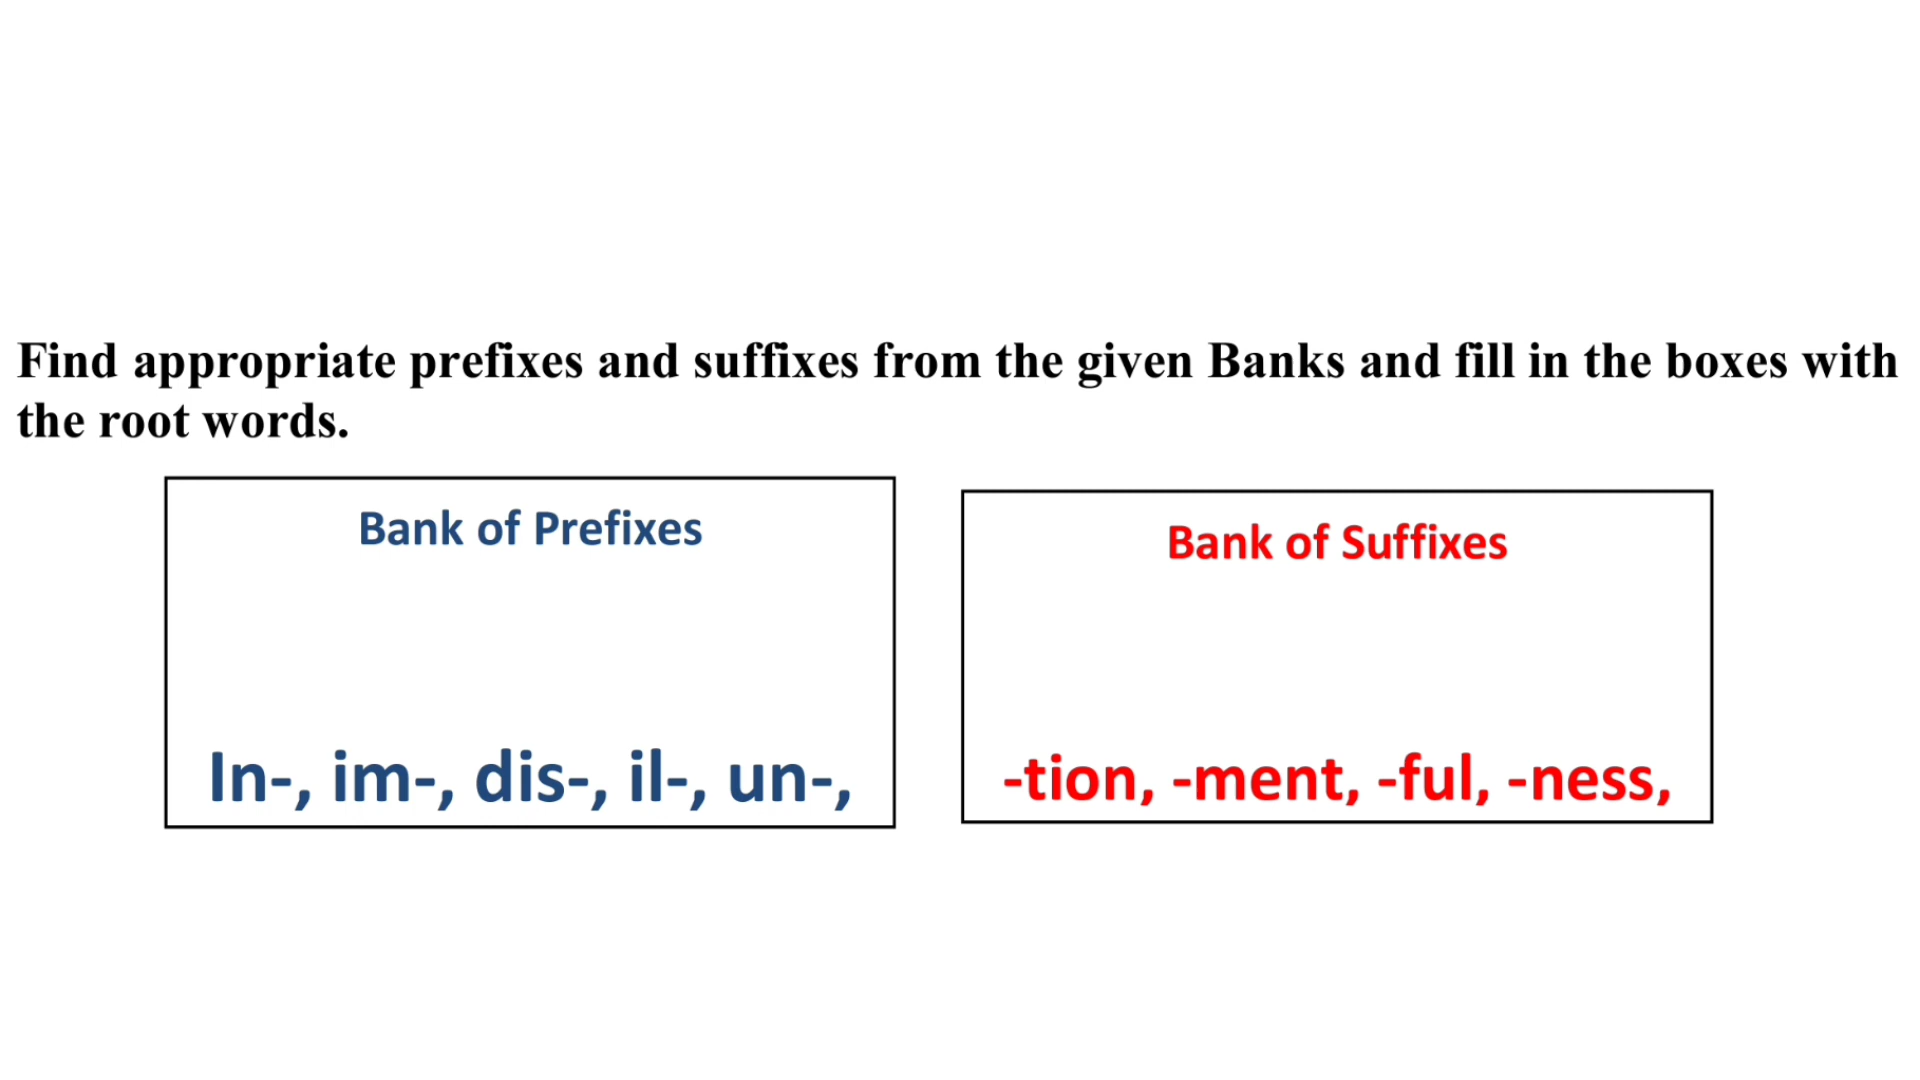 Find appropriate prefixes and suffixes from the given Banks and fill in the boxes with
the root words.
Bank of Prefixes
In-, im-, dis-, il-, un-,
Bank of Suffixes
-tion, -ment, -ful, -ness,